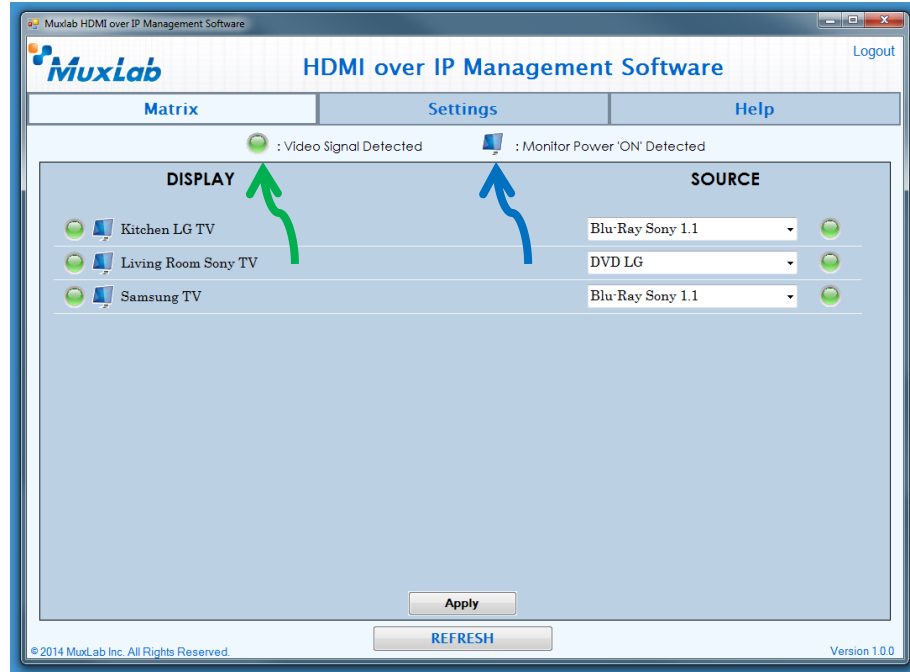 Muxlab HDMI over IP Management Software
MuxLab
HDMI over IP Management Software
Logout
Matrix Settings Help
: Video Signal Detected : Monitor Power 'ON' Detected
DISPLAY SOURCE
Kitchen LG TV Blu-Ray Sony 1.1
Living Room Sony TV DVD LG
Samsung TV Blu-Ray Sony 1.1
Apply
REFRESH
© 2014 MuxLab Inc. All Rights Reserved. Version 1.0.0